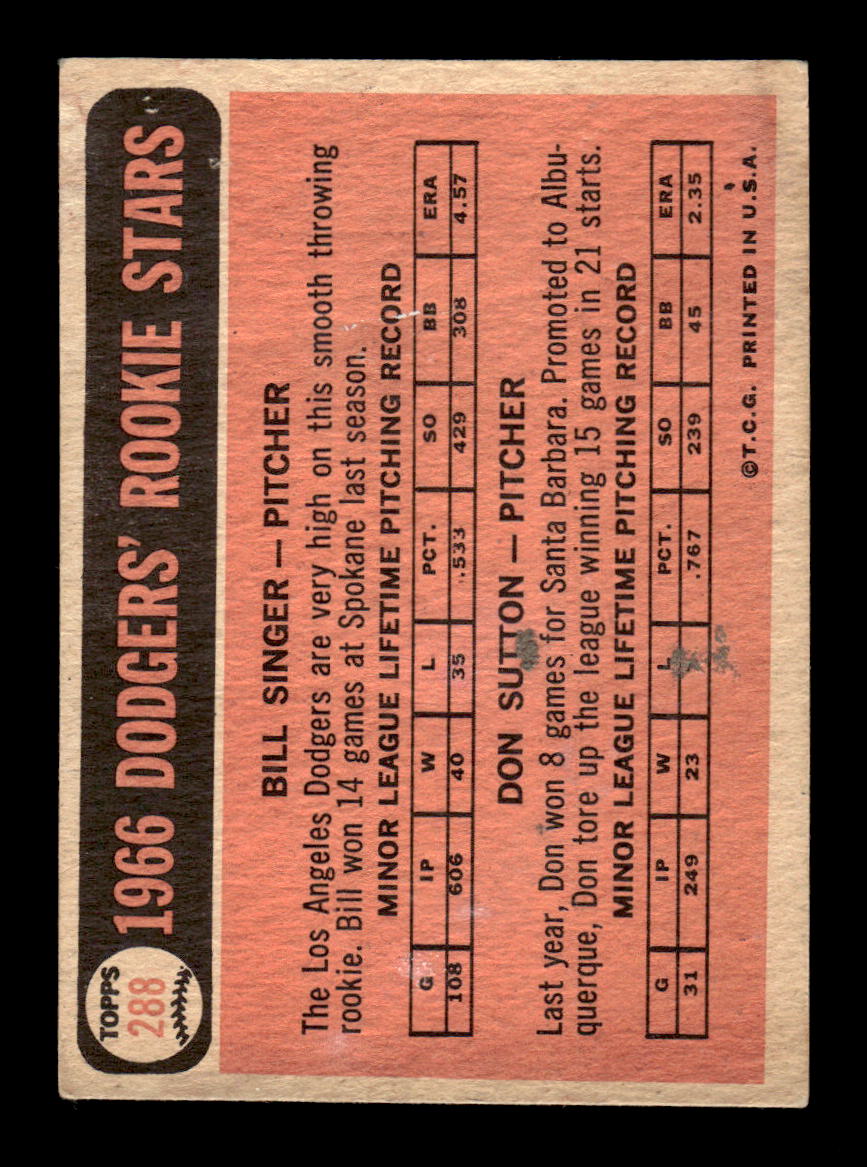 TOPPS
288
1966 DODGERS' ROOKIE STARS
BILL SINGER — PITCHER
The Los Angeles Dodgers are very high on this smooth throwing
rookie. Bill won 14 games at Spokane last season.
MINOR LEAGUE LIFETIME PITCHING RECORD
G IP W L PCT. SO BB ERA
108 606 40 35 .533 429 308 4.57
DON SUTTON — PITCHER
Last year, Don won 8 games for Santa Barbara. Promoted to Albu-
querque, Don tore up the league winning 15 games in 21 starts.
MINOR LEAGUE LIFETIME PITCHING RECORD
G IP W L PCT. SO BB ERA
31 249 23 .767 239 45 2.35
©T.C.G. PRINTED IN U.S.A.